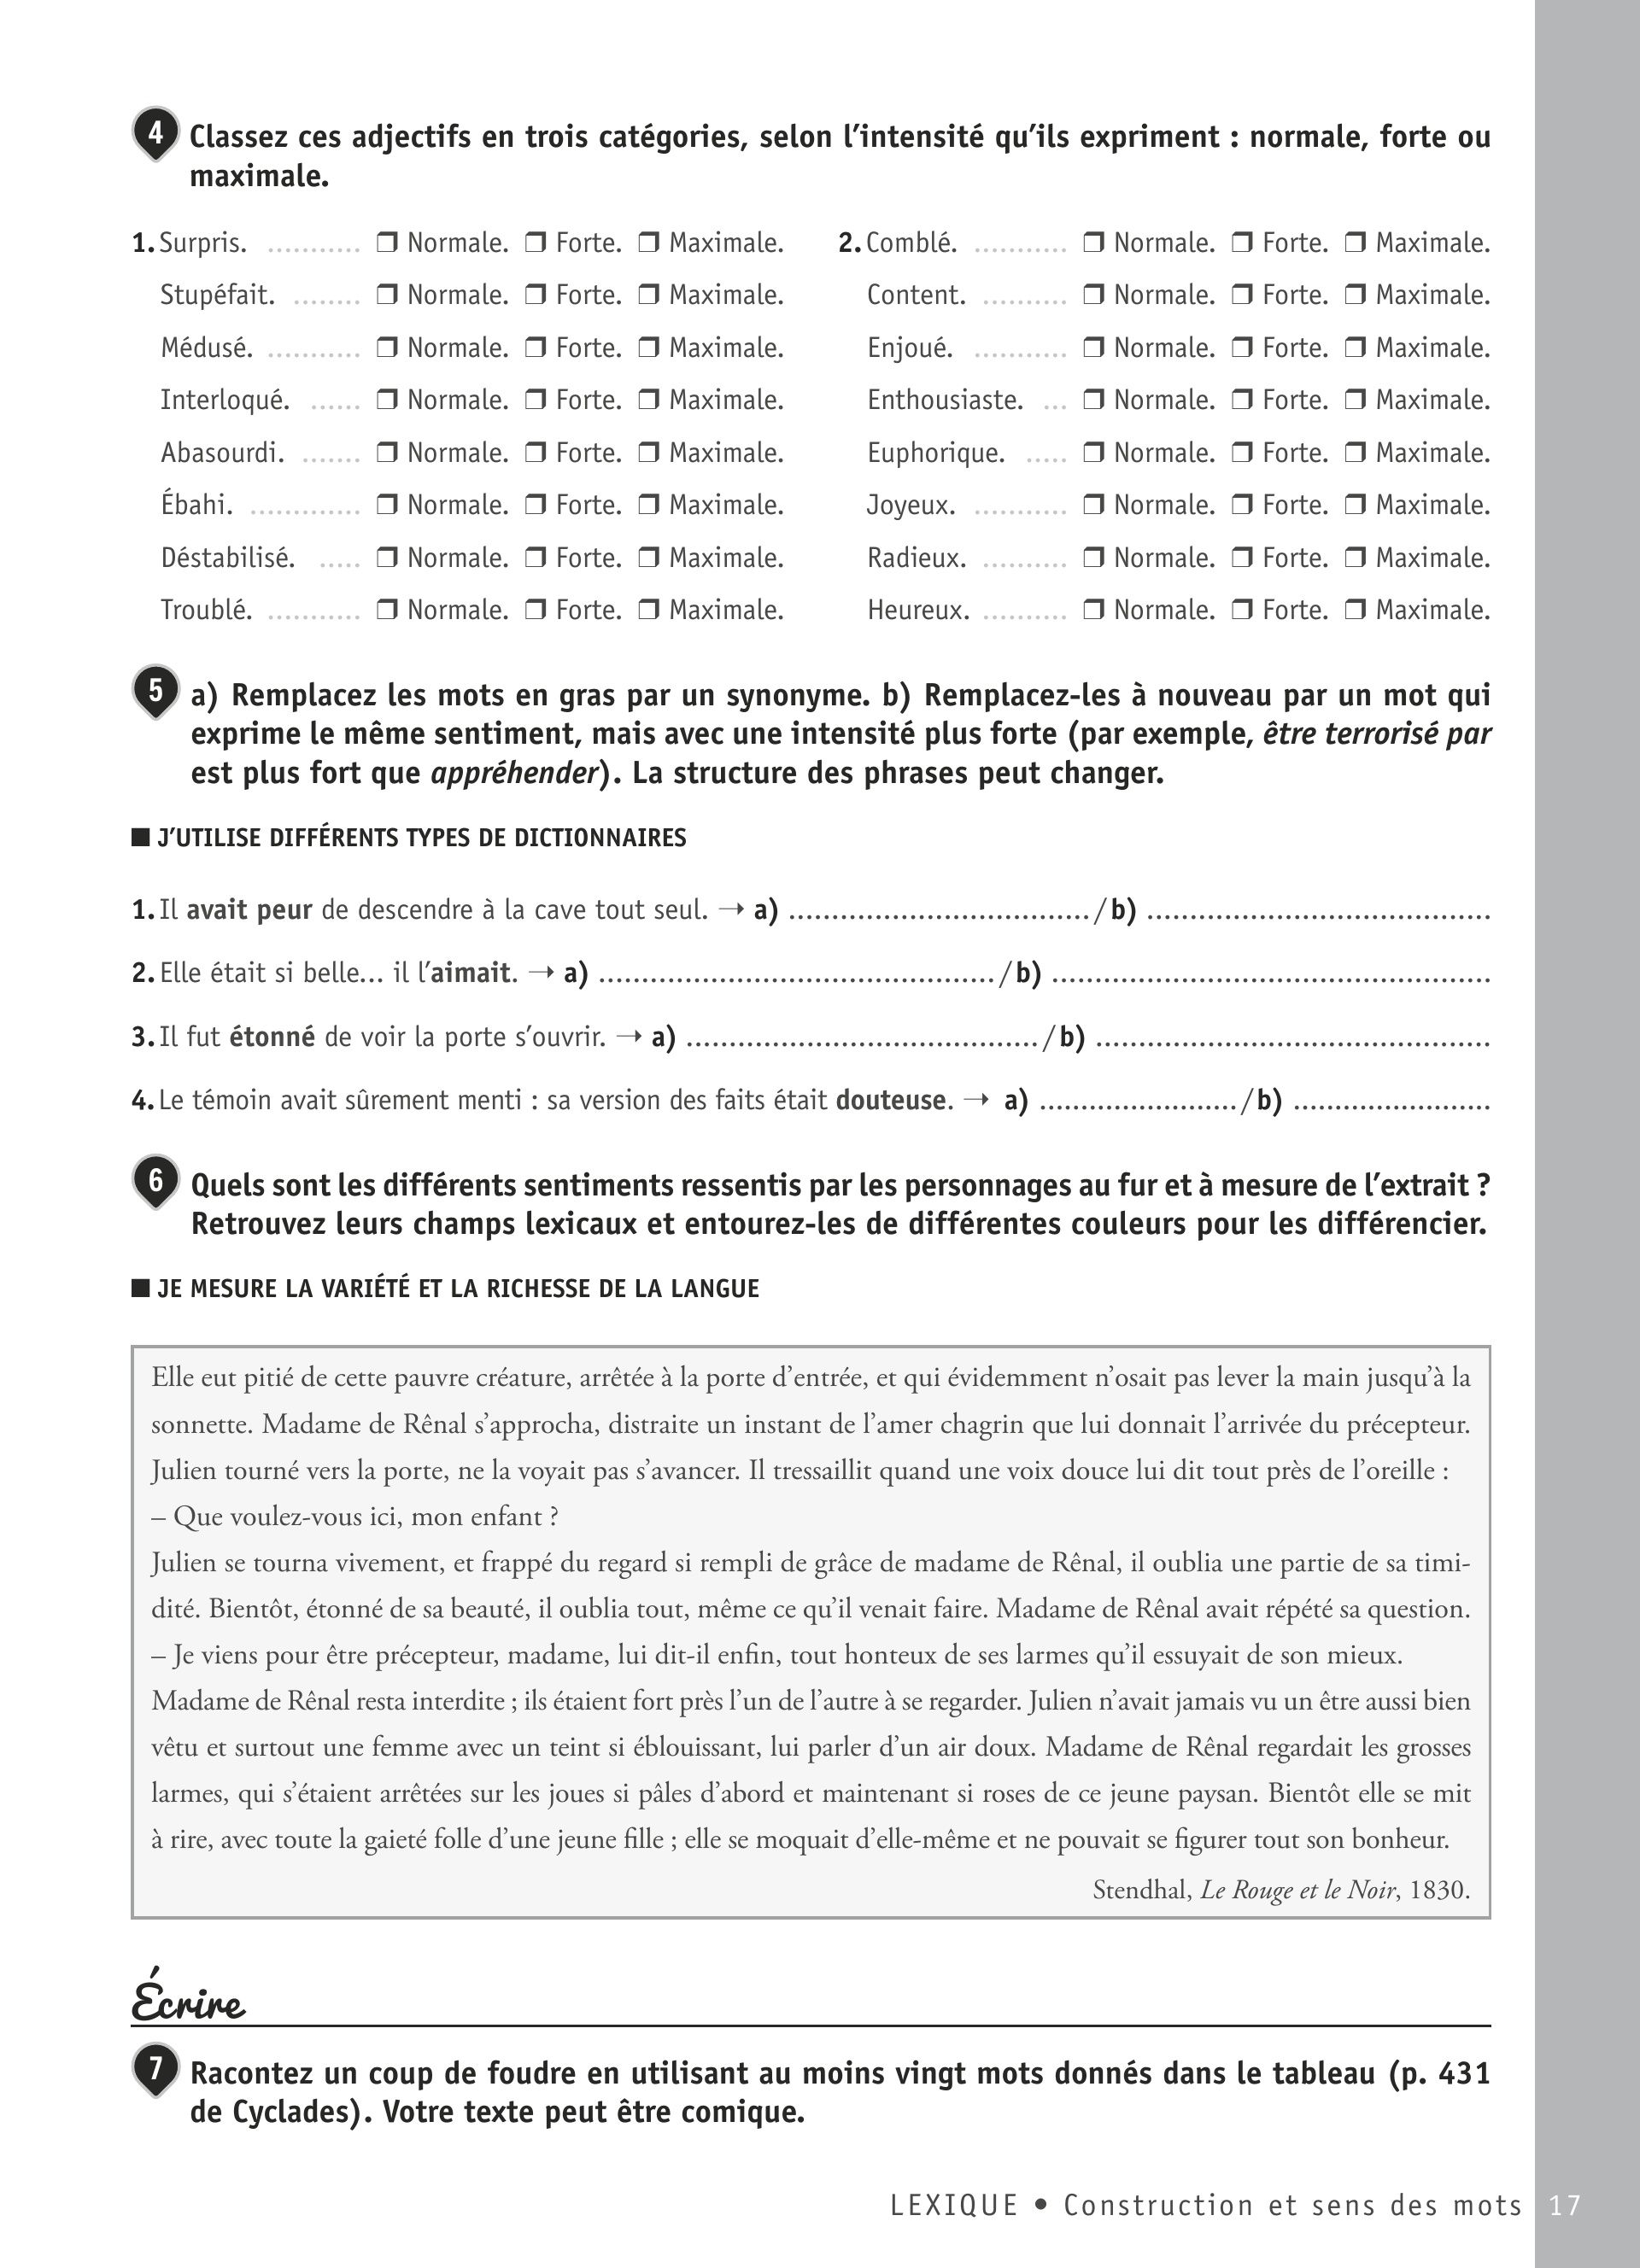 4 Classez ces adjectifs en trois catégories, selon l’intensité qu’ils expriment : normale, forte ou
maximale.
1. Surpris. ........... ❒ Normale. ❒ Forte. ❒ Maximale.
Stupéfait. ........ ❒ Normale. ❒ Forte. ❒ Maximale.
Médusé. ........... ❒ Normale. ❒ Forte. ❒ Maximale.
Interloqué. ...... ❒ Normale. ❒ Forte. ❒ Maximale.
Abasourdi. ....... ❒ Normale. ❒ Forte. ❒ Maximale.
Ébahi. ............. ❒ Normale. ❒ Forte. ❒ Maximale.
Déstabilisé. ..... ❒ Normale. ❒ Forte. ❒ Maximale.
Troublé. ........... ❒ Normale. ❒ Forte. ❒ Maximale.
2. Comblé. ........... ❒ Normale. ❒ Forte. ❒ Maximale.
Content. .......... ❒ Normale. ❒ Forte. ❒ Maximale.
Enjoué. ........... ❒ Normale. ❒ Forte. ❒ Maximale.
Enthousiaste. ... ❒ Normale. ❒ Forte. ❒ Maximale.
Euphorique. ..... ❒ Normale. ❒ Forte. ❒ Maximale.
Joyeux. ........... ❒ Normale. ❒ Forte. ❒ Maximale.
Radieux. .......... ❒ Normale. ❒ Forte. ❒ Maximale.
Heureux. .......... ❒ Normale. ❒ Forte. ❒ Maximale.
5 a) Remplacez les mots en gras par un synonyme. b) Remplacez-les à nouveau par un mot qui
exprime le même sentiment, mais avec une intensité plus forte (par exemple, être terrorisé par
est plus fort que appréhender). La structure des phrases peut changer.
■ J’UTILISE DIFFÉRENTS TYPES DE DICTIONNAIRES
1. Il avait peur de descendre à la cave tout seul. → a) ................................... / b) ........................................
2. Elle était si belle... il l’aimait. → a) .............................................. / b) ...................................................
3. Il fut étonné de voir la porte s’ouvrir. → a) ......................................... / b) ..............................................
4. Le témoin avait sûrement menti : sa version des faits était douteuse. → a) ........................ / b) ........................
6 Quels sont les différents sentiments ressentis par les personnages au fur et à mesure de l’extrait ?
Retrouvez leurs champs lexicaux et entourez-les de différentes couleurs pour les différencier.
■ JE MESURE LA VARIÉTÉ ET LA RICHESSE DE LA LANGUE
Elle eut pitié de cette pauvre créature, arrêtée à la porte d’entrée, et qui évidemment n’osait pas lever la main jusqu’à la
sonnette. Madame de Rênal s’approcha, distraite un instant de l’amer chagrin que lui donnait l’arrivée du précepteur.
Julien tourné vers la porte, ne la voyait pas s’avancer. Il tressaillit quand une voix douce lui dit tout près de l’oreille :
– Que voulez-vous ici, mon enfant ?
Julien se tourna vivement, et frappé du regard si rempli de grâce de madame de Rênal, il oublia une partie de sa timi-
dité. Bientôt, étonné de sa beauté, il oublia tout, même ce qu’il venait faire. Madame de Rênal avait répété sa question.
– Je viens pour être précepteur, madame, lui dit-il enfin, tout honteux de ses larmes qu’il essuyait de son mieux.
Madame de Rênal resta interdite ; ils étaient fort près l’un de l’autre à se regarder. Julien n’avait jamais vu un être aussi bien
vêtu et surtout une femme avec un teint si éblouissant, lui parler d’un air doux. Madame de Rênal regardait les grosses
larmes, qui s’étaient arrêtées sur les joues si pâles d’abord et maintenant si roses de ce jeune paysan. Bientôt elle se mit
à rire, avec toute la gaieté folle d’une jeune fille ; elle se moquait d’elle-même et ne pouvait se figurer tout son bonheur.
Stendhal, Le Rouge et le Noir, 1830.
Écrire
7 Racontez un coup de foudre en utilisant au moins vingt mots donnés dans le tableau (p. 431
de Cyclades). Votre texte peut être comique.
LEXIQUE • Construction et sens des mots 17